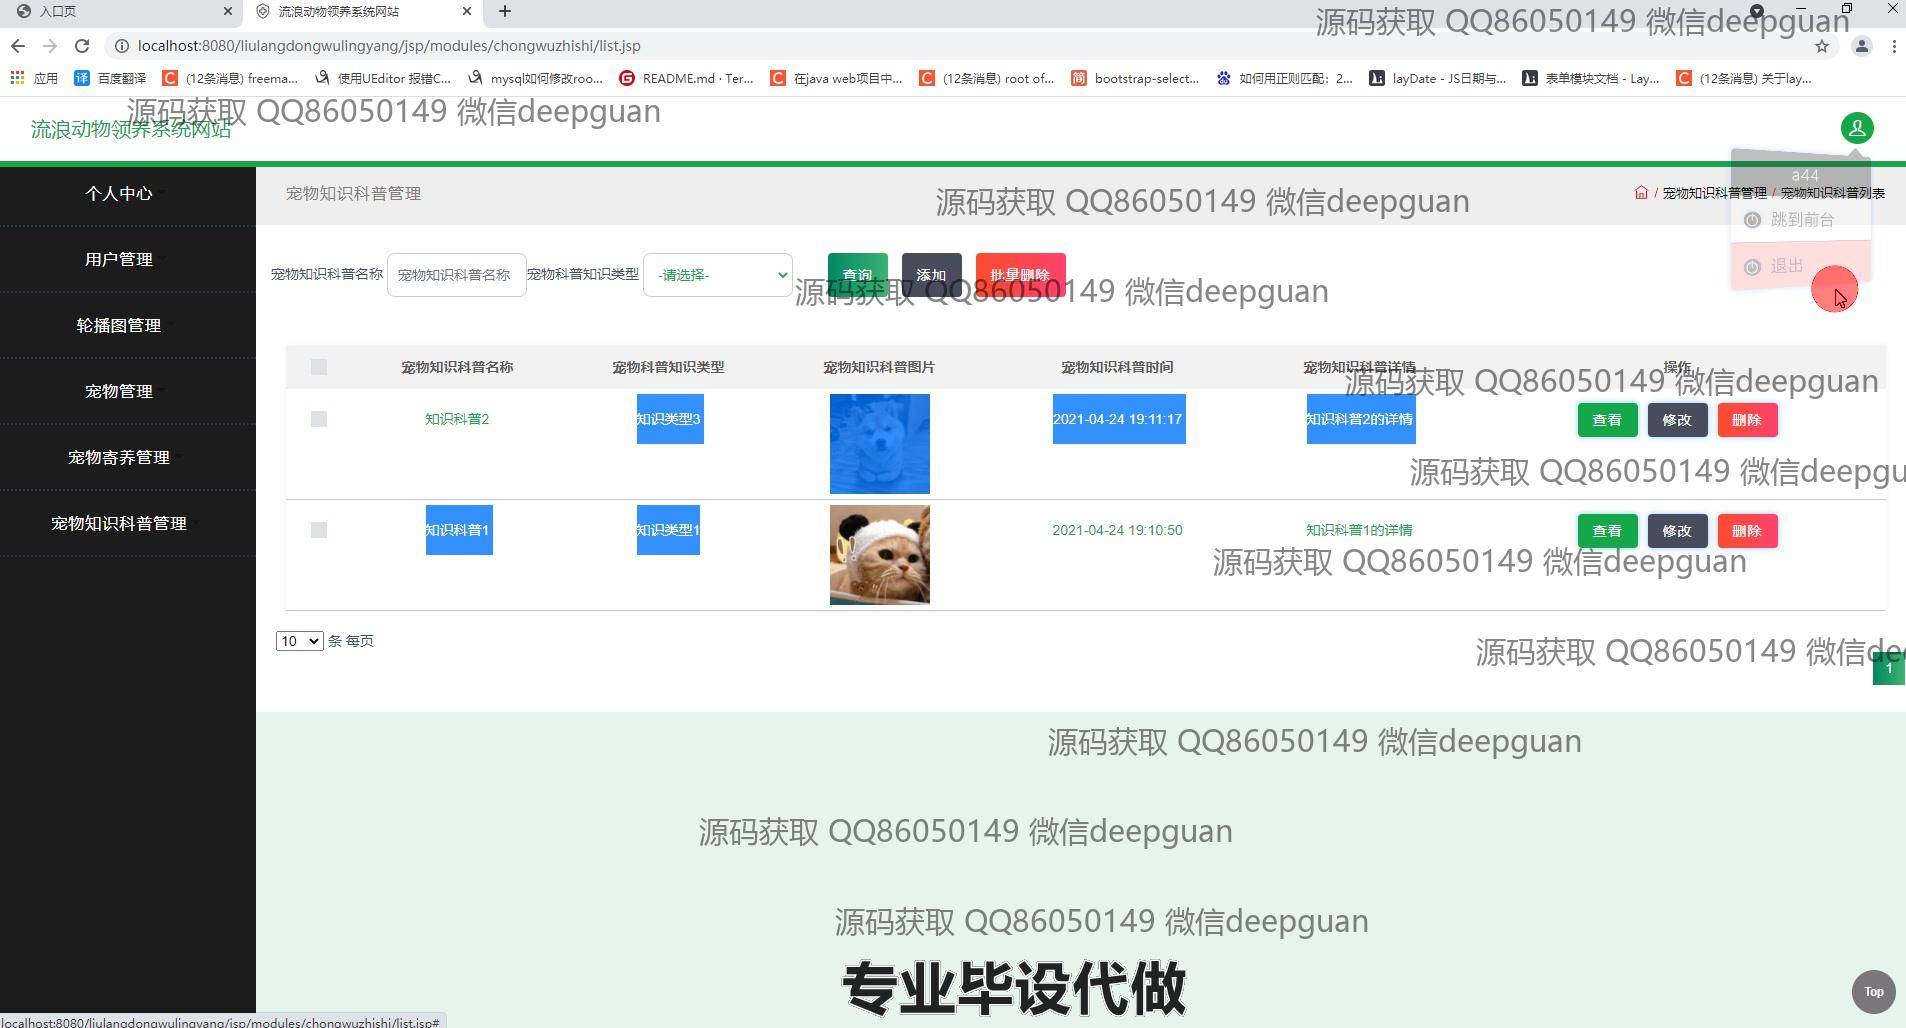 入口页
流浪动物领养系统网站
源码获取 QQ86050149 微信deepguan
localhost:8080/liulangdongwulingyang/jsp/modules/chongwuzhishi/list.jsp
应用 百度翻译 (12条消息) freema... 使用UEditor 报错C... mysql如何修改roo... README.md · Ter... 在java web项目中... (12条消息) root of... bootstrap-select... 如何用正则匹配：2... layDate - JS日期与... 表单模块文档 - Lay... (12条消息) 关于lay...
源码获取 QQ86050149 微信deepguan
流浪动物领养系统网站
a44
跳到前台
退出
个人中心
用户管理
轮播图管理
宠物管理
宠物寄养管理
宠物知识科普管理
宠物知识科普管理
源码获取 QQ86050149 微信deepguan
/ 宠物知识科普管理 / 宠物知识科普列表
宠物知识科普名称 宠物知识科普名称 宠物科普知识类型 -请选择- 查询 添加 批量删除
源码获取 QQ86050149 微信deepguan
宠物知识科普名称 宠物科普知识类型 宠物知识科普图片 宠物知识科普时间 宠物知识科普详情 操作
源码获取 QQ86050149 微信deepguan
知识科普2 知识类型3 2021-04-24 19:11:17 知识科普2的详情 查看 修改 删除
源码获取 QQ86050149 微信deepgu
知识科普1 知识类型1 2021-04-24 19:10:50 知识科普1的详情 查看 修改 删除
源码获取 QQ86050149 微信deepguan
10 条 每页
源码获取 QQ86050149 微信dee
1
源码获取 QQ86050149 微信deepguan
源码获取 QQ86050149 微信deepguan
源码获取 QQ86050149 微信deepguan
专业毕设代做
Top
localhost:8080/liulangdongwulingyang/jsp/modules/chongwuzhishi/list.jsp#